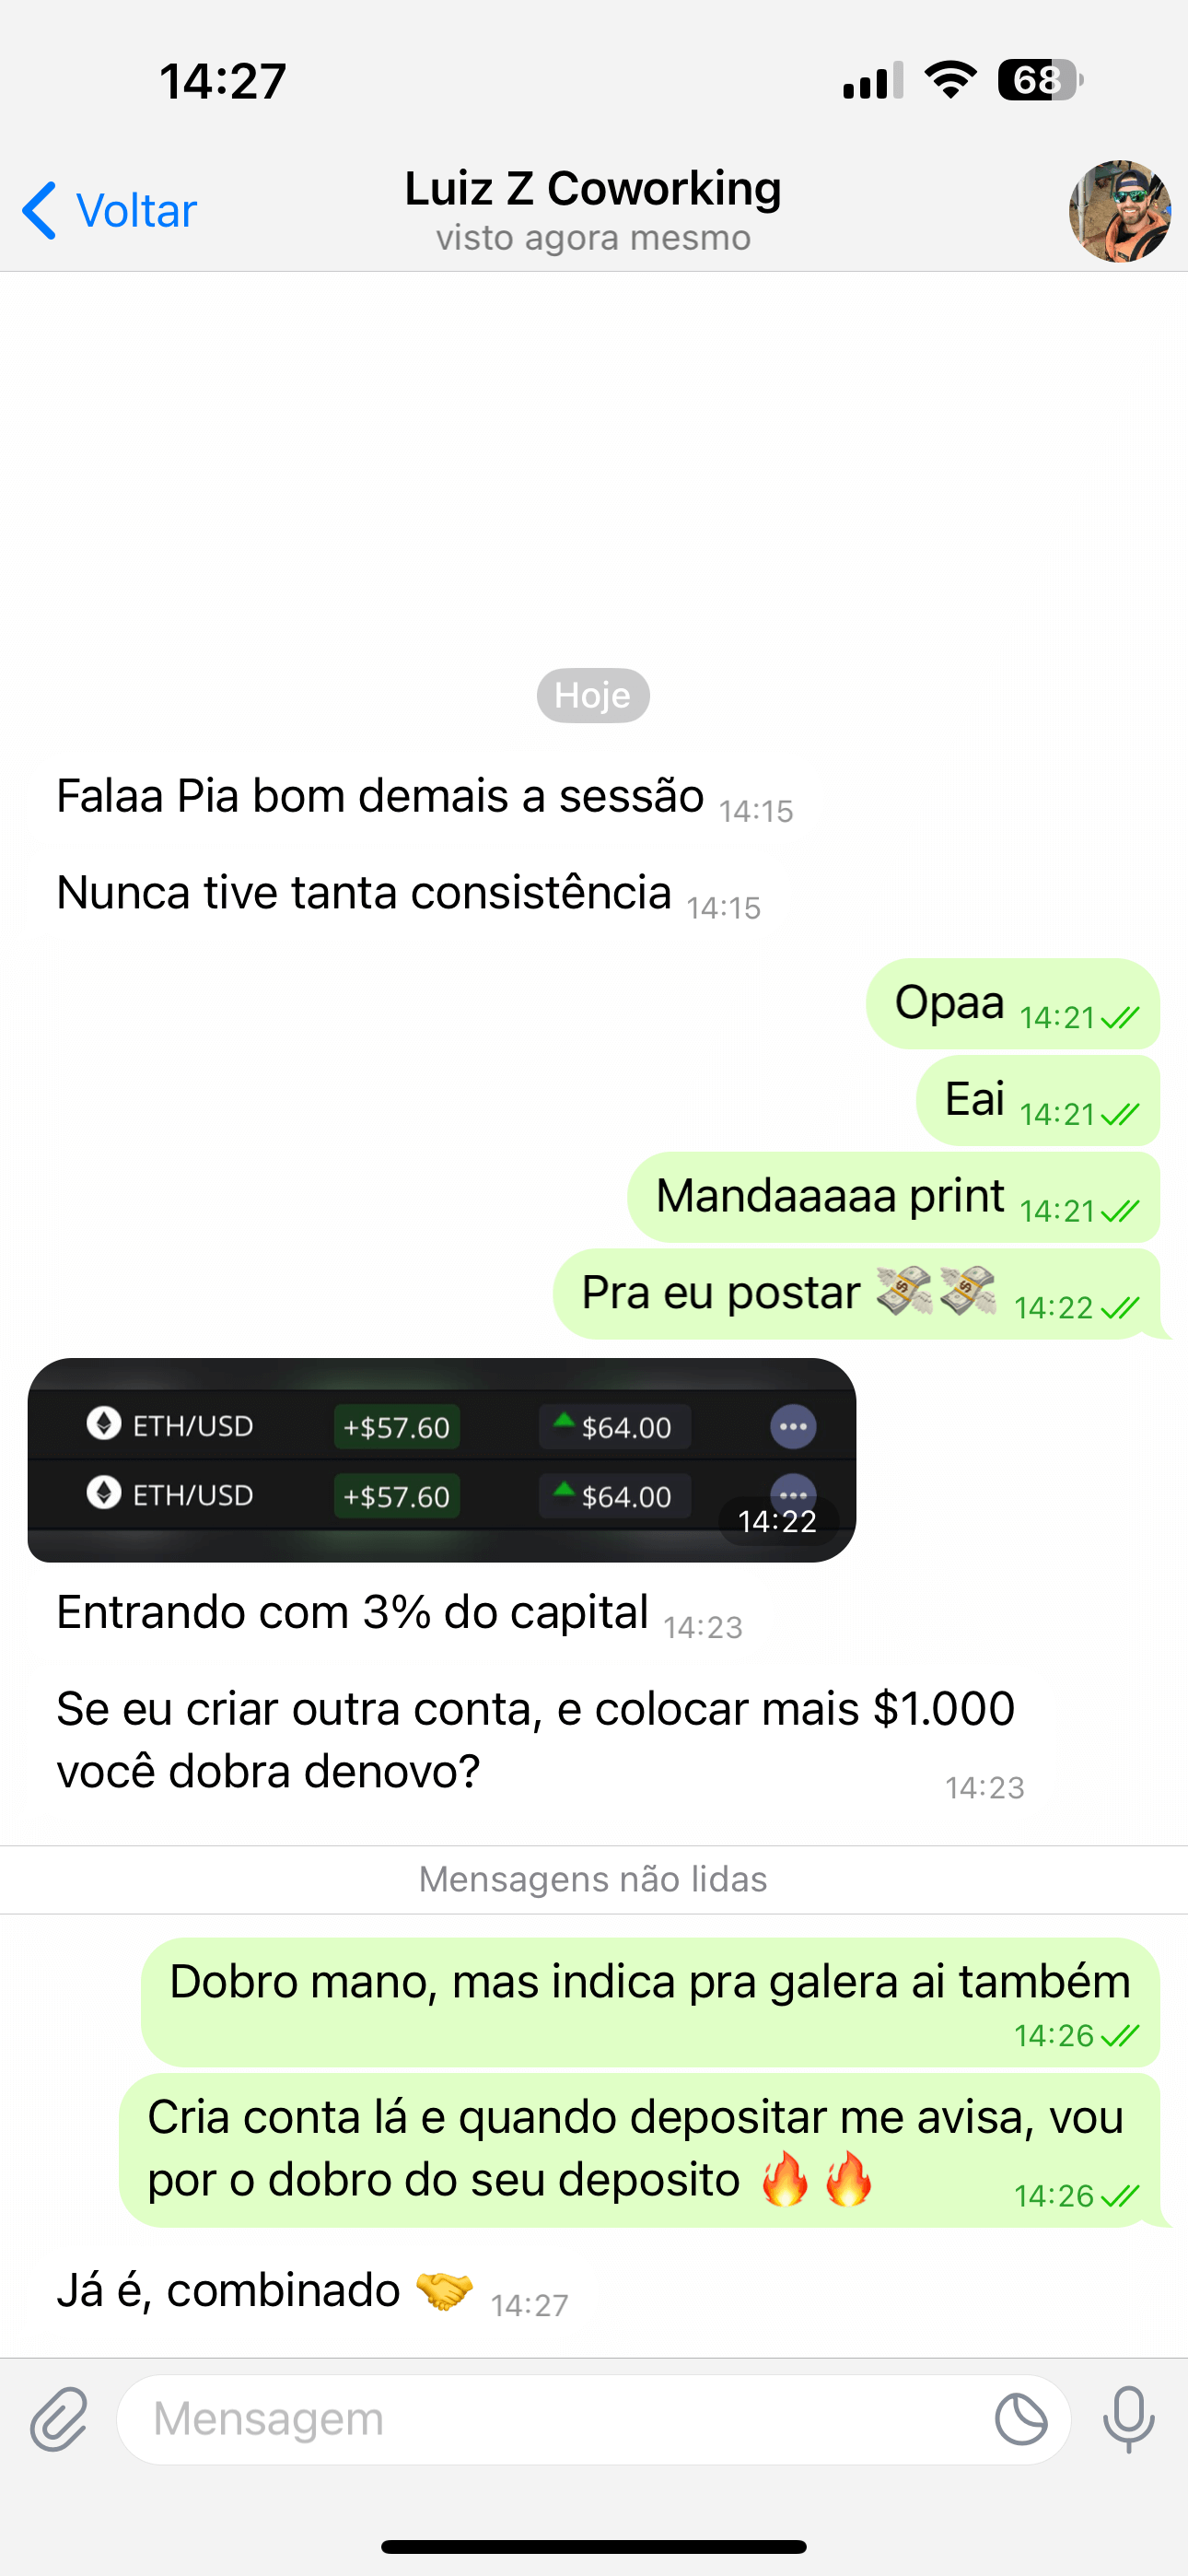 14:27
68
Voltar
Luiz Z Coworking
visto agora mesmo
Hoje
Falaa Pia bom demais a sessão 14:15
Nunca tive tanta consistência 14:15
Opaa 14:21
Eai 14:21
Mandaaaaa print 14:21
Pra eu postar 💸💸 14:22
ETH/USD +$57.60 $64.00
ETH/USD +$57.60 $64.00
14:22
Entrando com 3% do capital 14:23
Se eu criar outra conta, e colocar mais $1.000
você dobra denovo? 14:23
Mensagens não lidas
Dobro mano, mas indica pra galera ai também
14:26
Cria conta lá e quando depositar me avisa, vou
por o dobro do seu deposito 🔥🔥 14:26
Já é, combinado 🤝 14:27
Mensagem